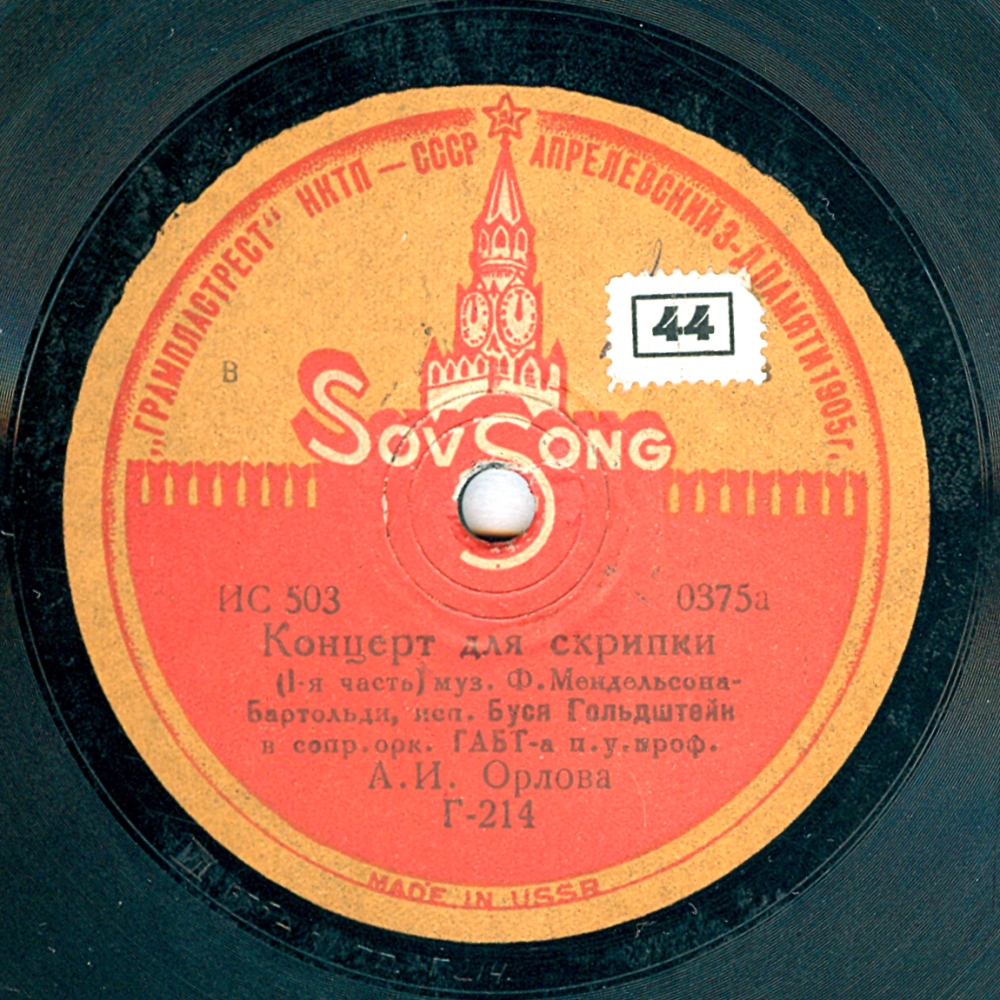 „ГРАМПЛАСТРЕСТ“ НКТП — СССР АПРЕЛЕВСКИЙ З-Д ПАМЯТИ 1905 г.
44
В
SOVSONG
ИС 503 0375а
Концерт для скрипки
(I-я часть) муз. Ф. Мендельсона-
Бартольди, исп. Буся Гольдштейн
в сопр. орк. ГАБТ-а п. у. проф.
А. И. Орлова
Г-214
MADE IN USSR